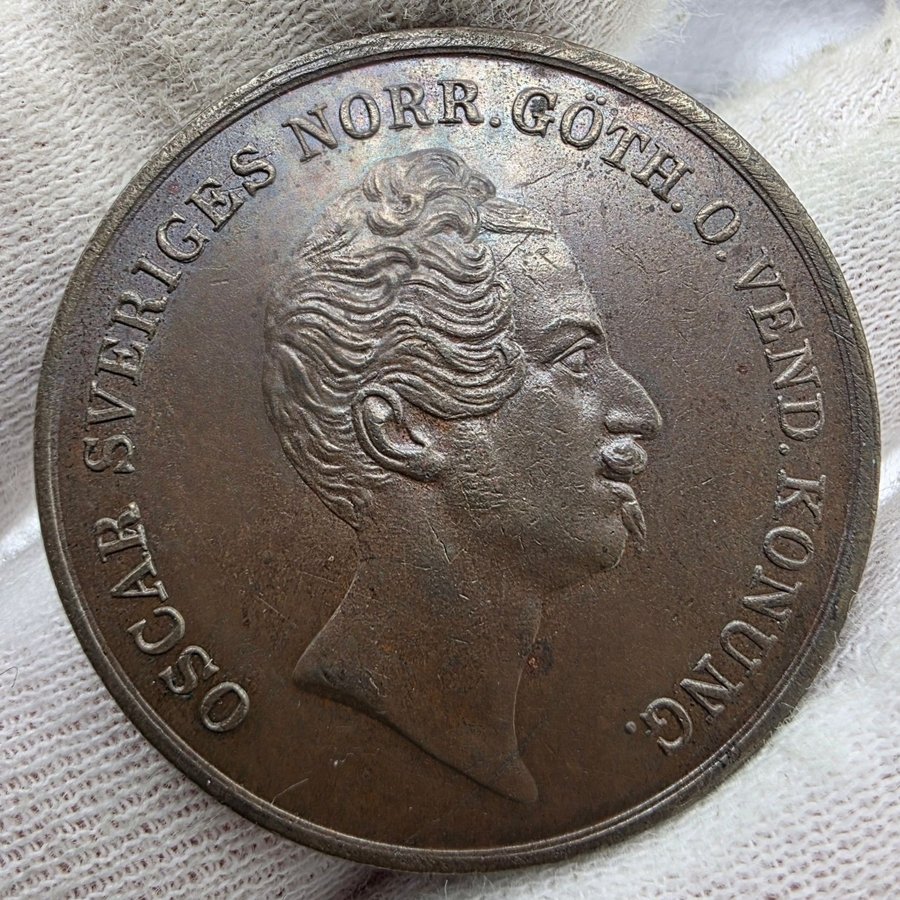 OSCAR SVERIGES NORR. GÖTH. O. VEND. KONUNG.